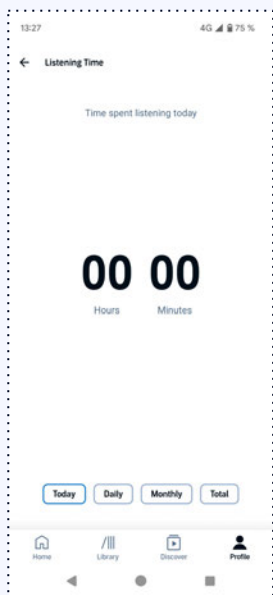 13:27 4G 75 %
Listening Time
Time spent listening today
00 00
Hours Minutes
Today Daily Monthly Total
Home Library Discover Profile